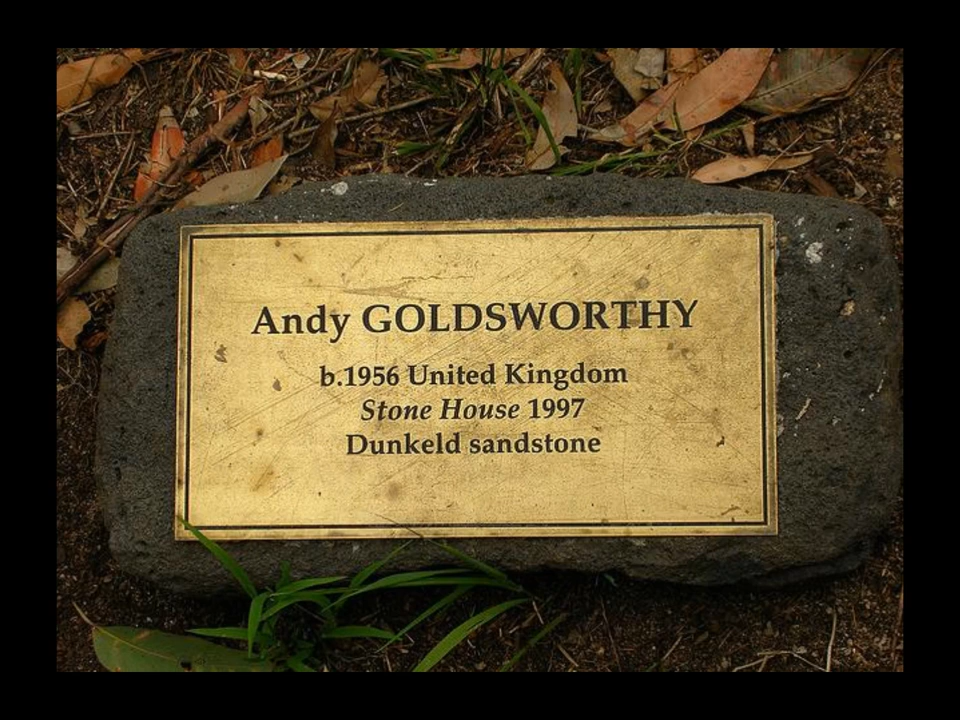 Andy GOLDSWORTHY
b.1956 United Kingdom
Stone House 1997
Dunkeld sandstone